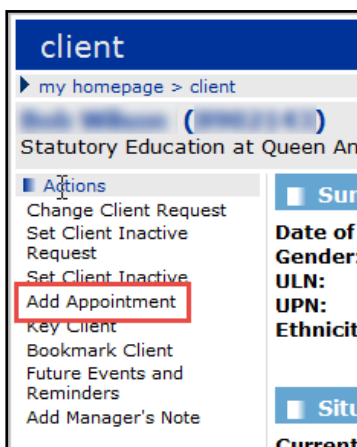 client
my homepage > client
( )
Statutory Education at Queen An
Actions
Change Client Request
Set Client Inactive
Request
Set Client Inactive
Add Appointment
Key Client
Bookmark Client
Future Events and
Reminders
Add Manager's Note
Sur
Date of
Gender:
ULN:
UPN:
Ethnicit
Situ
Current